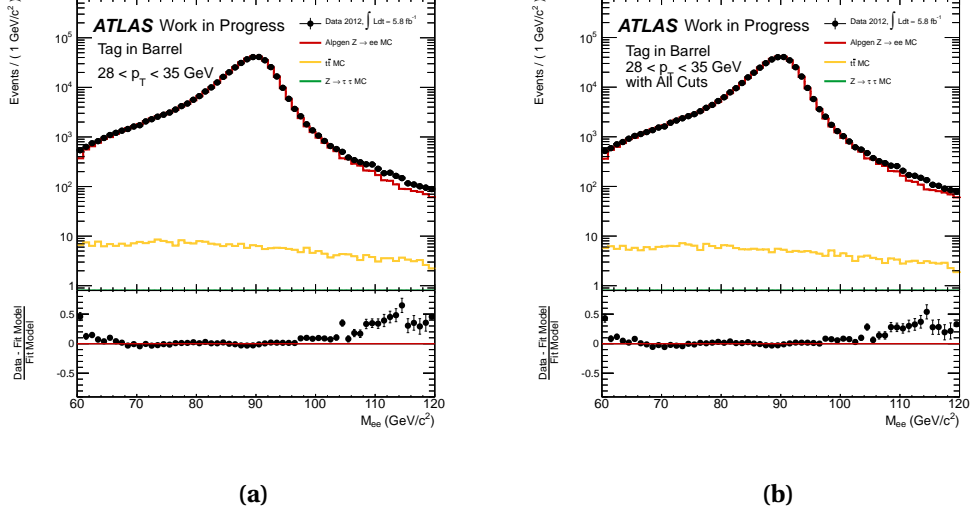 ATLAS Work in Progress
Tag in Barrel
28 < p_T < 35 GeV
Data 2012, ∫ Ldt = 5.8 fb⁻¹
Alpgen Z → ee MC
tt̄ MC
Z → τ τ MC
Events / ( 1 GeV/c² )
10⁵
10⁴
10³
10²
10
1
Data - Fit Model
Fit Model
0.5
0
-0.5
60 70 80 90 100 110 120
M_ee (GeV/c²)
(a)
ATLAS Work in Progress
Tag in Barrel
28 < p_T < 35 GeV
with All Cuts
Data 2012, ∫ Ldt = 5.8 fb⁻¹
Alpgen Z → ee MC
tt̄ MC
Z → τ τ MC
Events / ( 1 GeV/c² )
10⁵
10⁴
10³
10²
10
1
Data - Fit Model
Fit Model
0.5
0
-0.5
60 70 80 90 100 110 120
M_ee (GeV/c²)
(b)